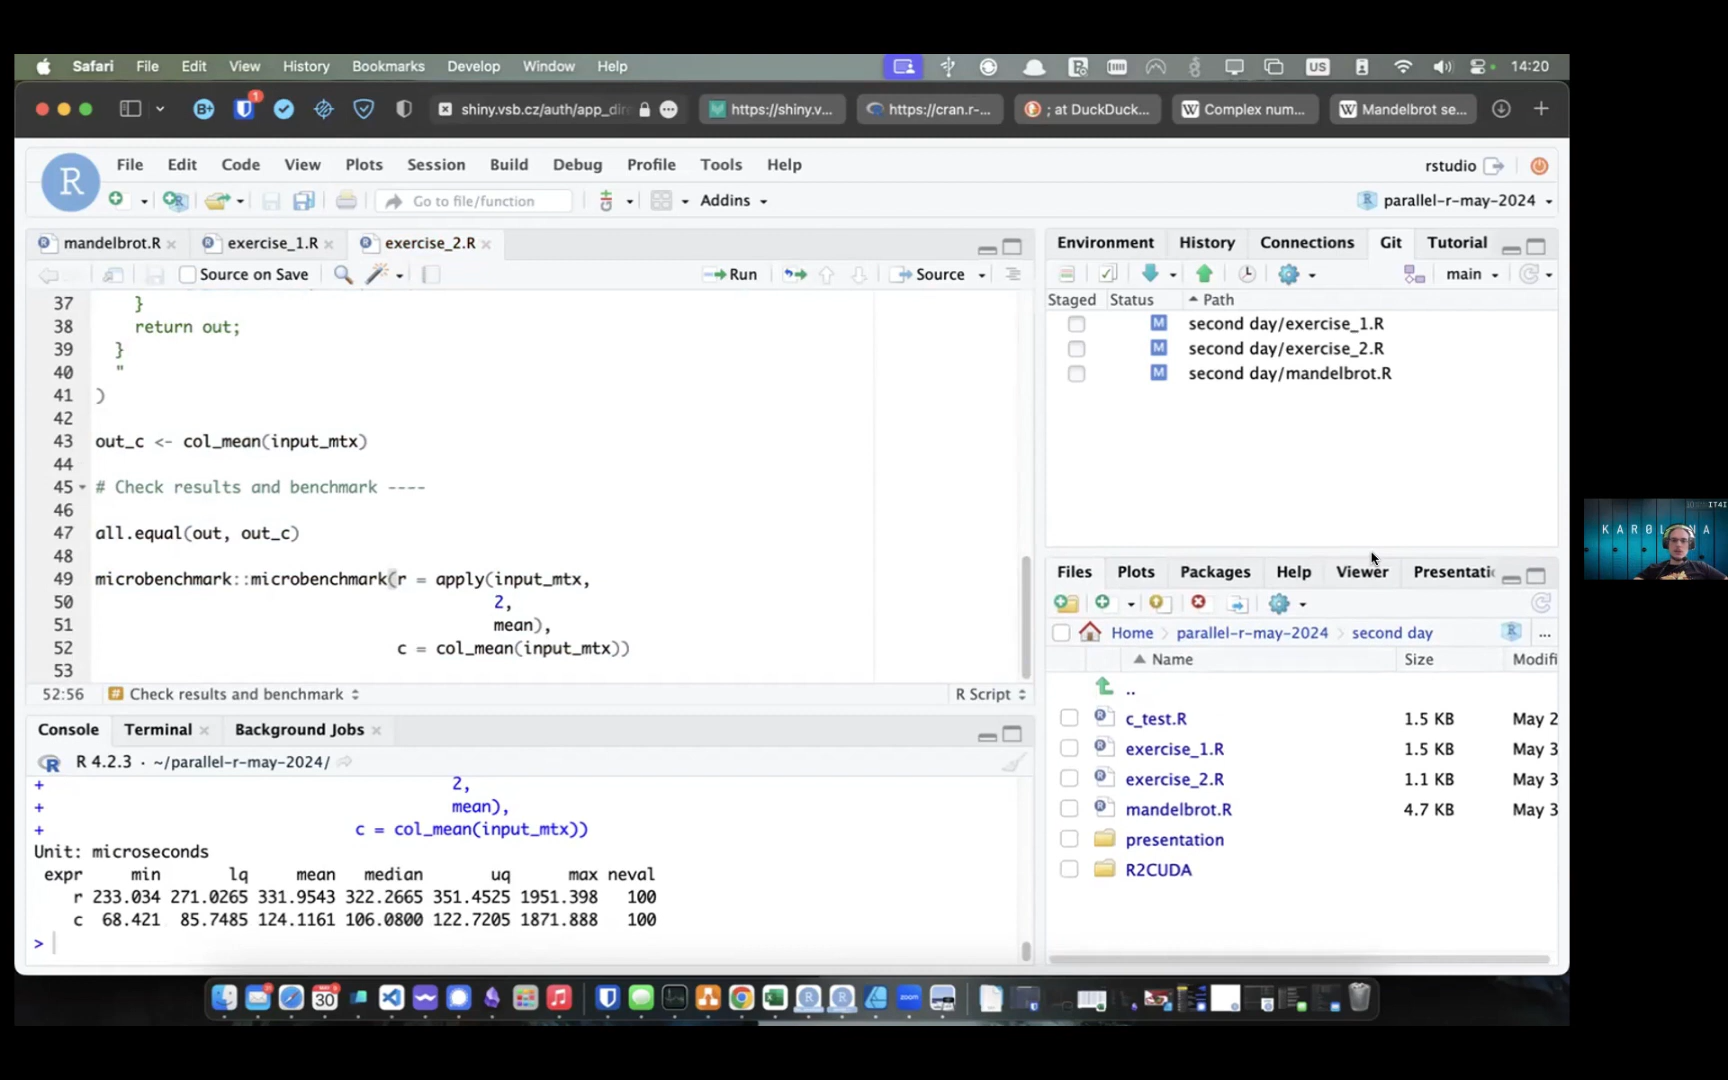 Safari File Edit View History Bookmarks Develop Window Help US 14:20
B+ 1 shiny.vsb.cz/auth/app_dir https://shiny.v... https://cran.r-... ; at DuckDuck... W Complex num... W Mandelbrot se...
R File Edit Code View Plots Session Build Debug Profile Tools Help rstudio
Go to file/function Addins parallel-r-may-2024
mandelbrot.R exercise_1.R exercise_2.R
Source on Save Run Source
37 }
38 return out;
39 }
40 "
41 )
42
43 out_c <- col_mean(input_mtx)
44
45 # Check results and benchmark ----
46
47 all.equal(out, out_c)
48
49 microbenchmark::microbenchmark(r = apply(input_mtx,
50 2,
51 mean),
52 c = col_mean(input_mtx))
53
52:56 # Check results and benchmark R Script
Console Terminal Background Jobs
R 4.2.3 · ~/parallel-r-may-2024/
+ 2,
+ mean),
+ c = col_mean(input_mtx))
Unit: microseconds
expr min lq mean median uq max neval
r 233.034 271.0265 331.9543 322.2665 351.4525 1951.398 100
c 68.421 85.7485 124.1161 106.0800 122.7205 1871.888 100
>
Environment History Connections Git Tutorial
main
Staged Status Path
M second day/exercise_1.R
M second day/exercise_2.R
M second day/mandelbrot.R
Files Plots Packages Help Viewer Presentati
Home parallel-r-may-2024 second day R ...
Name Size Modifi
..
c_test.R 1.5 KB May 2
exercise_1.R 1.5 KB May 3
exercise_2.R 1.1 KB May 3
mandelbrot.R 4.7 KB May 3
presentation
R2CUDA
30 zoom
IT4I